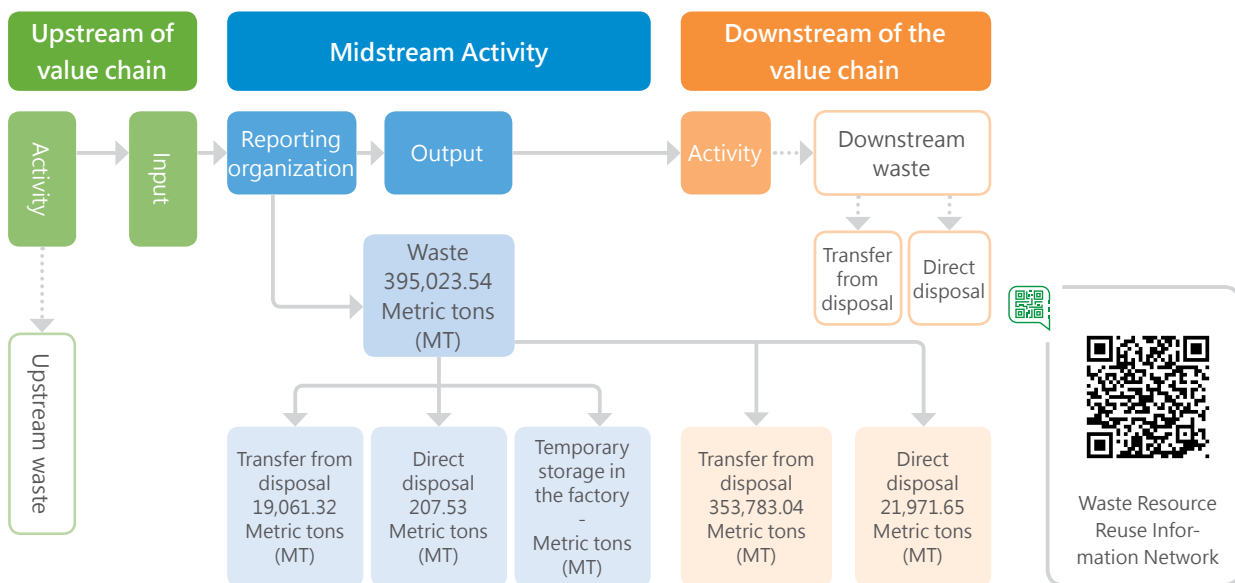 Upstream of
value chain
Midstream Activity
Downstream of the
value chain
Activity
Input
Reporting
organization
Output
Activity
Downstream
waste
Transfer
from
disposal
Direct
disposal
Waste
395,023.54
Metric tons
(MT)
Upstream waste
Transfer from
disposal
19,061.32
Metric tons
(MT)
Direct
disposal
207.53
Metric tons
(MT)
Temporary
storage in
the factory
-
Metric tons
(MT)
Transfer from
disposal
353,783.04
Metric tons
(MT)
Direct
disposal
21,971.65
Metric tons
(MT)
Waste Resource
Reuse Infor-
mation Network